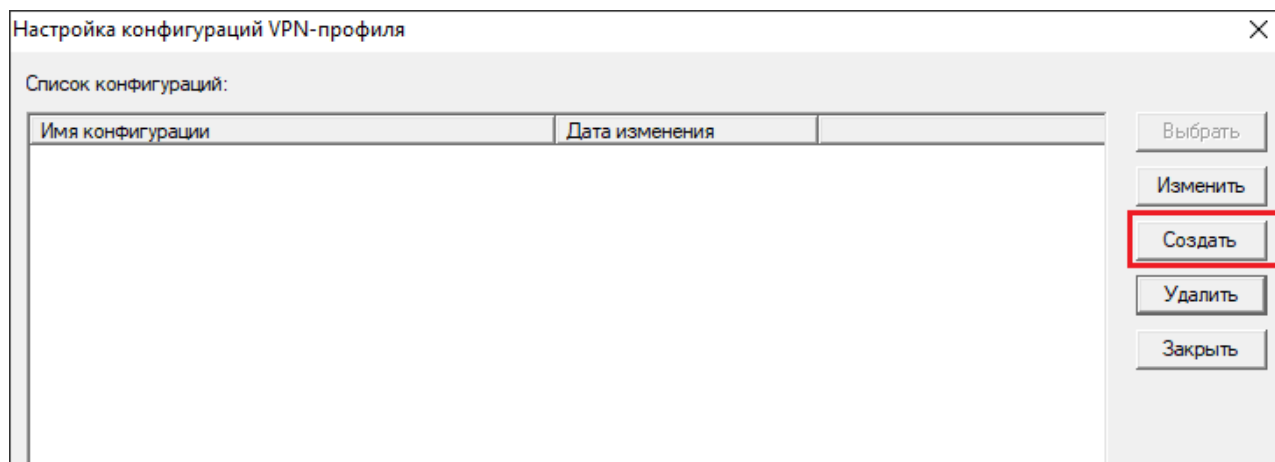 Настройка конфигураций VPN-профиля
Список конфигураций:
Имя конфигурации Дата изменения
Выбрать
Изменить
Создать
Удалить
Закрыть